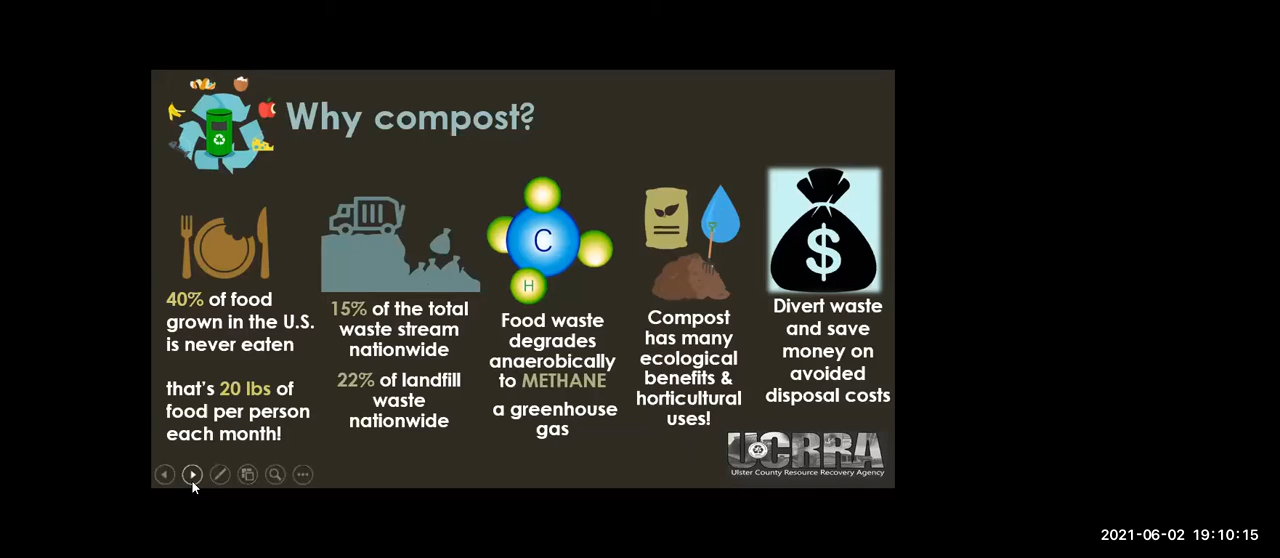 Why compost?
40% of food
grown in the U.S.
is never eaten
that's 20 lbs of
food per person
each month!
15% of the total
waste stream
nationwide
22% of landfill
waste
nationwide
C
H
Food waste
degrades
anaerobically
to METHANE
a greenhouse
gas
Compost
has many
ecological
benefits &
horticultural
uses!
$
Divert waste
and save
money on
avoided
disposal costs
UCRRA
Ulster County Resource Recovery Agency
2021-06-02 19:10:15